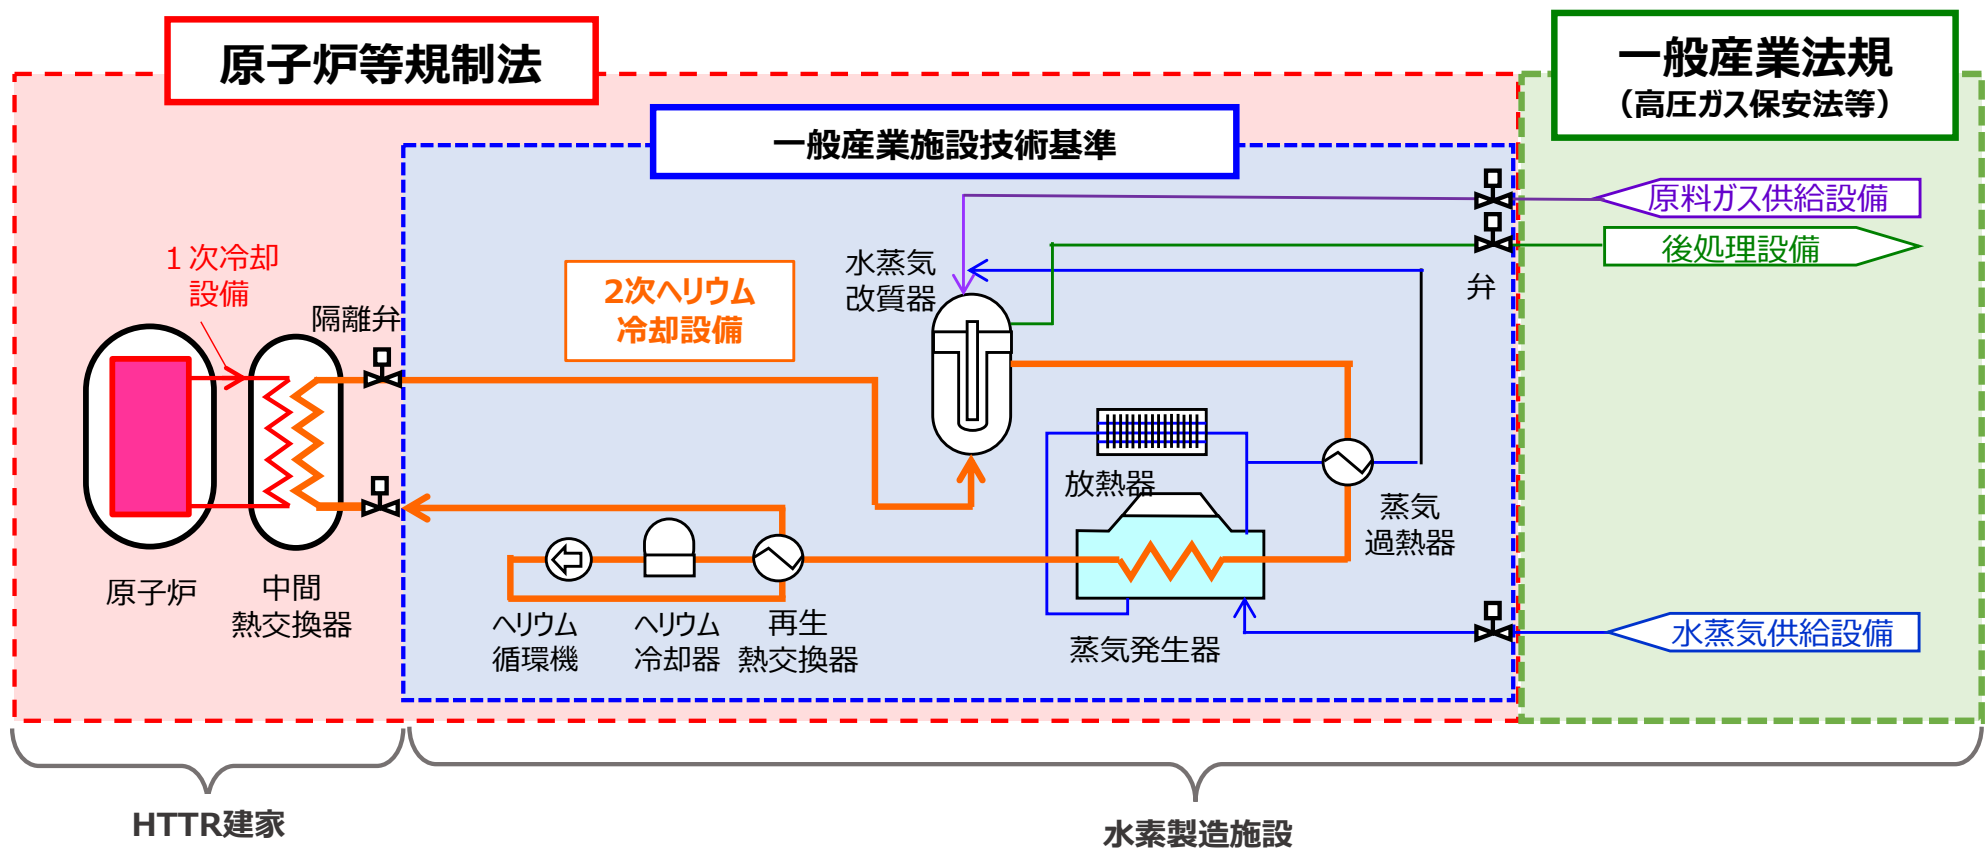 原子炉等規制法
一般産業法規
（高圧ガス保安法等）
一般産業施設技術基準
原料ガス供給設備
後処理設備
弁
１次冷却
設備
隔離弁
2次ヘリウム
冷却設備
水蒸気
改質器
放熱器
蒸気
過熱器
原子炉
中間
熱交換器
ヘリウム
循環機
ヘリウム
冷却器
再生
熱交換器
蒸気発生器
水蒸気供給設備
HTTR建家
水素製造施設